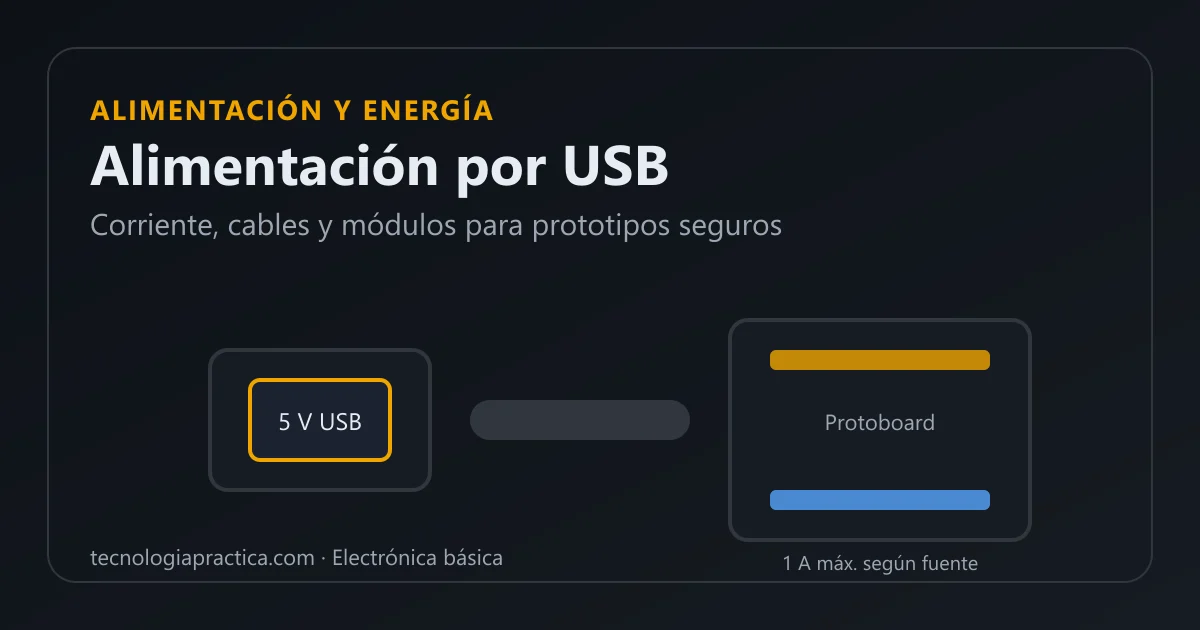 ALIMENTACIÓN Y ENERGÍA
Alimentación por USB
Corriente, cables y módulos para prototipos seguros
5 V USB
Protoboard
tecnologiapractica.com · Electrónica básica
1 A máx. según fuente